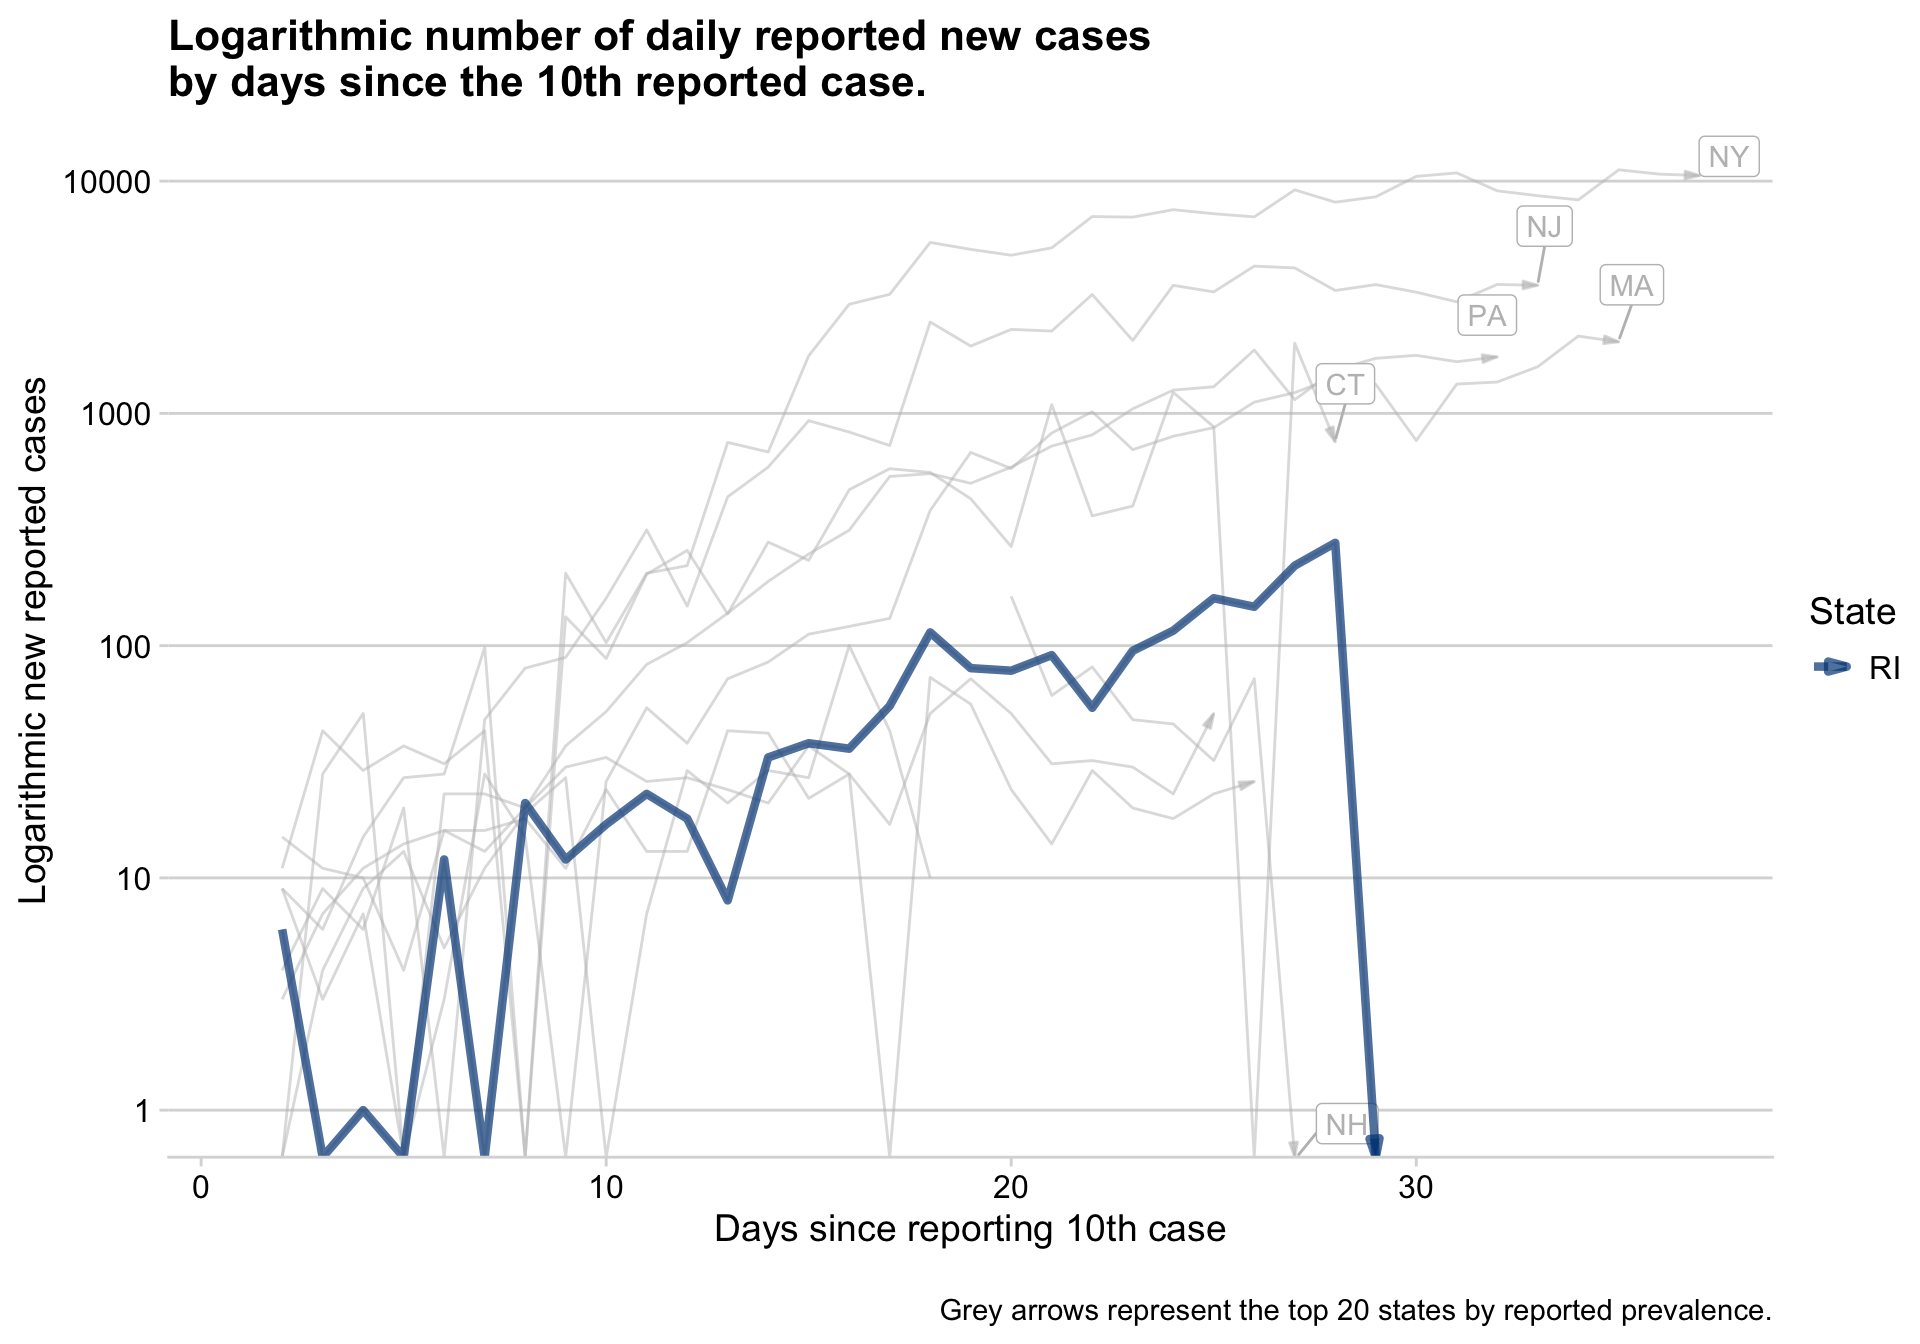 Logarithmic number of daily reported new cases
by days since the 10th reported case.
NY
10000
NJ
MA
PA
CT
1000
Logarithmic new reported cases
100
State
RI
10
1
NH
0
10
20
30
Days since reporting 10th case
Grey arrows represent the top 20 states by reported prevalence.